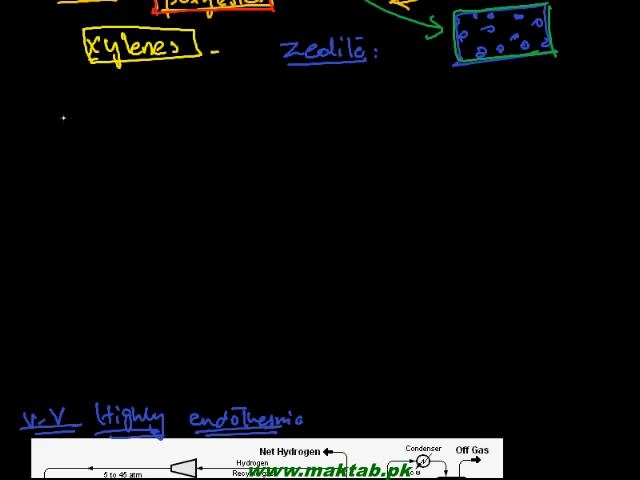 xylenes -
zeolite:
v-v Highly endothermic
Net Hydrogen
Condenser
Off Gas
Hydrogen
5 to 45 atm
www.maktab.pk